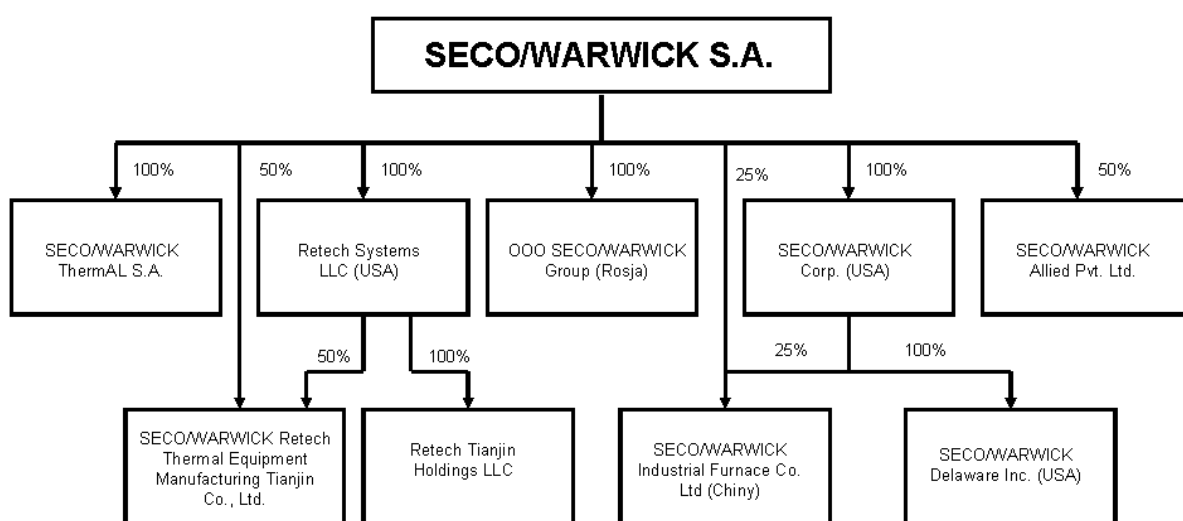 SECO/WARWICK S.A.
100%
50%
100%
100%
25%
100%
50%
SECO/WARWICK
ThermAL S.A.
Retech Systems
LLC (USA)
OOO SECO/WARWICK
Group (Rosja)
SECO/WARWICK
Corp. (USA)
SECO/WARWICK
Allied Pvt. Ltd.
50%
100%
25%
100%
SECO/WARWICK Retech
Thermal Equipment
Manufacturing Tianjin
Co., Ltd.
Retech Tianjin
Holdings LLC
SECO/WARWICK
Industrial Furnace Co.
Ltd (Chiny)
SECO/WARWICK
Delaware Inc. (USA)